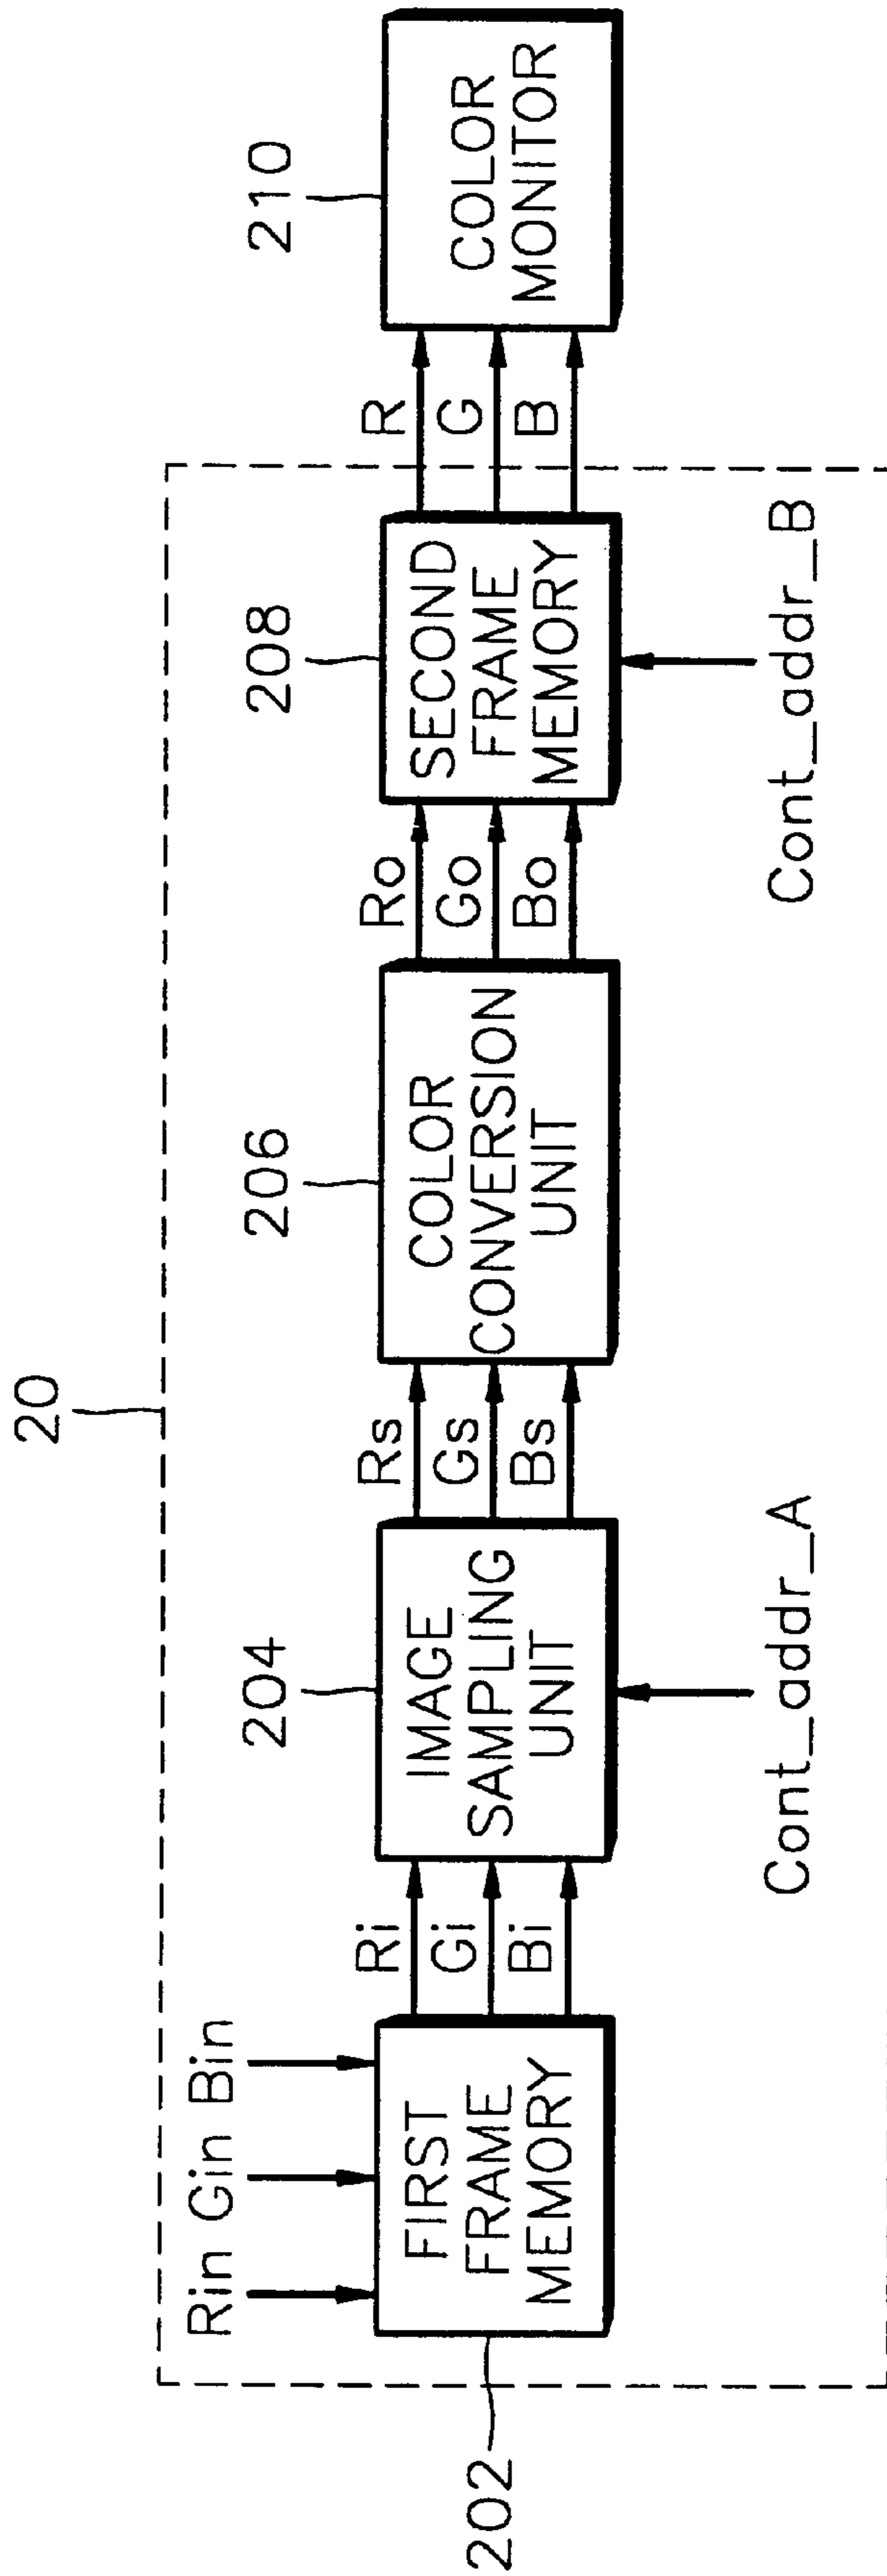 20
202
204
206
208
210
Rin Gin Bin
FIRST
FRAME
MEMORY
Ri
Gi
Bi
IMAGE
SAMPLING
UNIT
Cont_addr_A
Rs
Gs
Bs
COLOR
CONVERSION
UNIT
Ro
Go
Bo
SECOND
FRAME
MEMORY
Cont_addr_B
R
G
B
COLOR
MONITOR